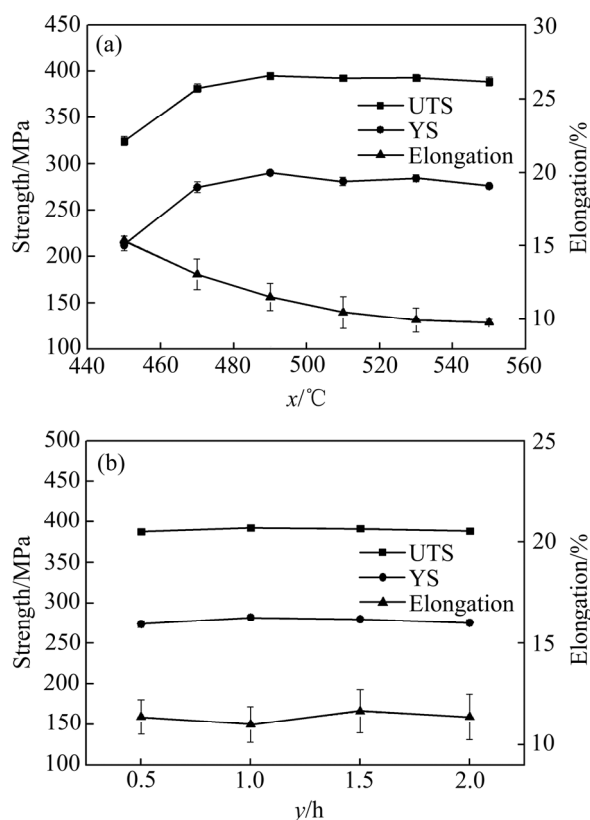 450
30
(a)
400
25
350
UTS
YS
300
Elongation
20
250
200
15
150
10
100
440
460
480
500
520
540
560
Strength/MPa
Elongation/%
x/℃
500
25
(b)
450
400
20
350
UTS
YS
300
Elongation
250
15
200
150
10
100
0.5
1.0
1.5
2.0
Strength/MPa
Elongation/%
y/h